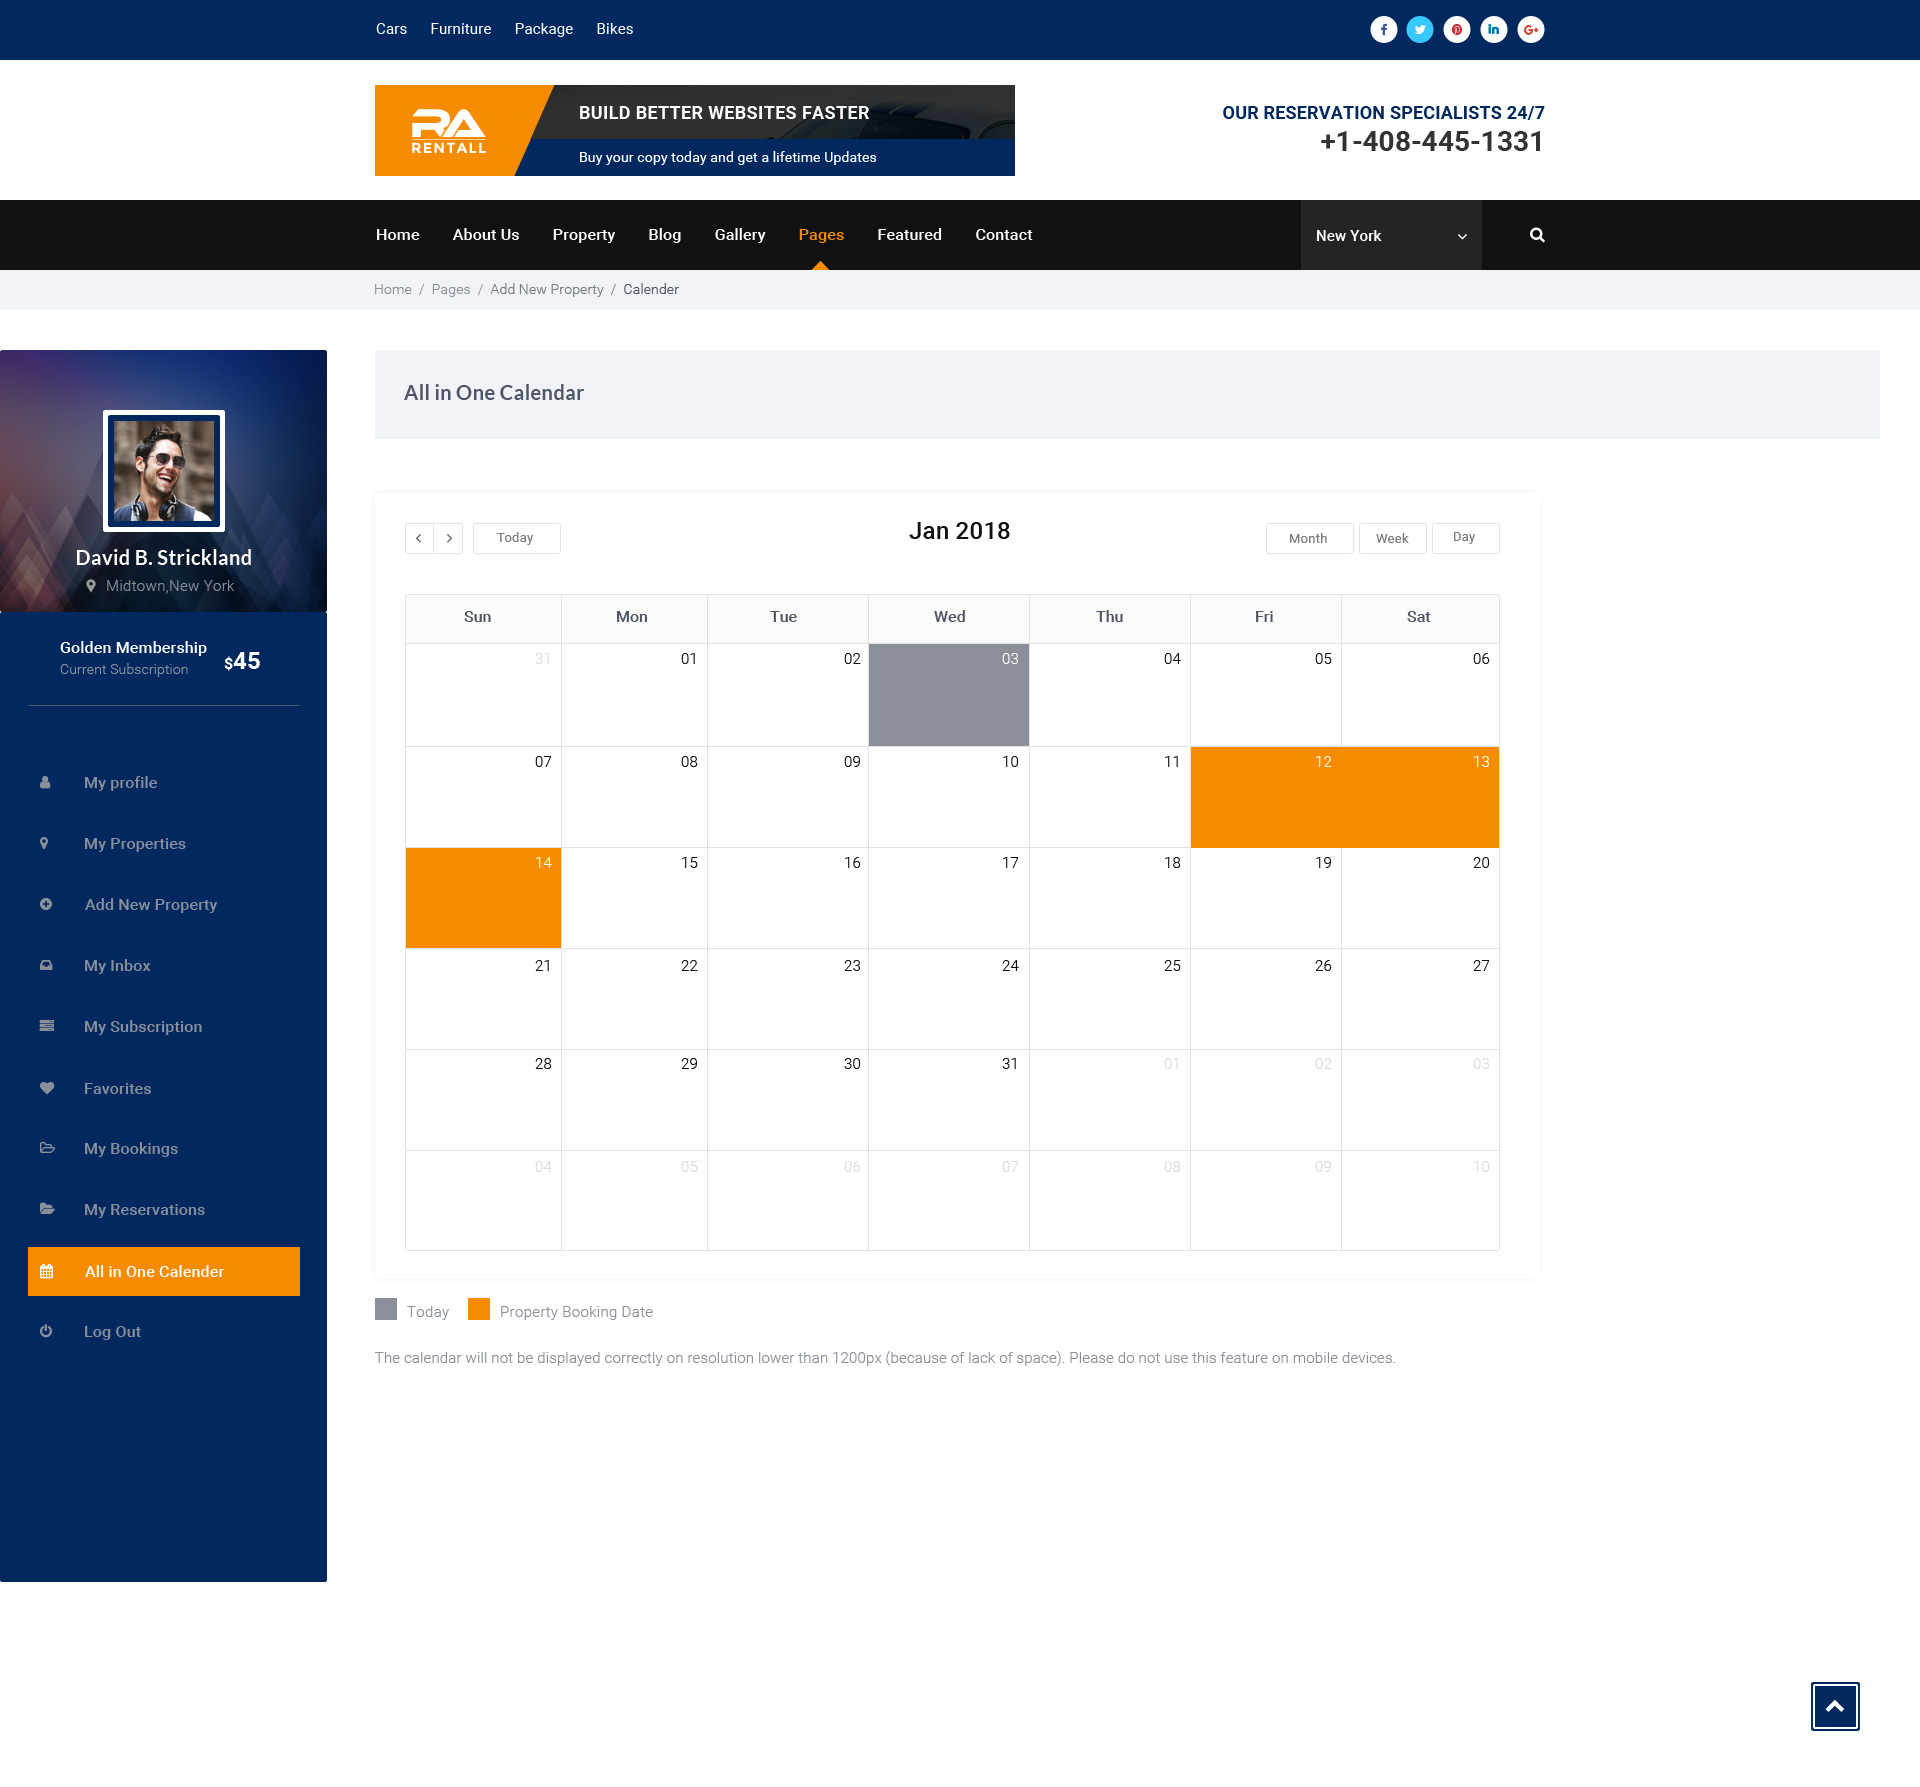 Cars Furniture Package Bikes
RA
RENTALL
BUILD BETTER WEBSITES FASTER
Buy your copy today and get a lifetime Updates
OUR RESERVATION SPECIALISTS 24/7
+1-408-445-1331
Home About Us Property Blog Gallery Pages Featured Contact New York
Home / Pages / Add New Property / Calender
David B. Strickland
Midtown,New York
Golden Membership
Current Subscription
$45
My profile
My Properties
Add New Property
My Inbox
My Subscription
Favorites
My Bookings
My Reservations
All in One Calender
Log Out
All in One Calendar
Today Jan 2018 Month Week Day
Sun Mon Tue Wed Thu Fri Sat
31 01 02 03 04 05 06
07 08 09 10 11 12 13
14 15 16 17 18 19 20
21 22 23 24 25 26 27
28 29 30 31 01 02 03
04 05 06 07 08 09 10
Today Property Booking Date
The calendar will not be displayed correctly on resolution lower than 1200px (because of lack of space). Please do not use this feature on mobile devices.